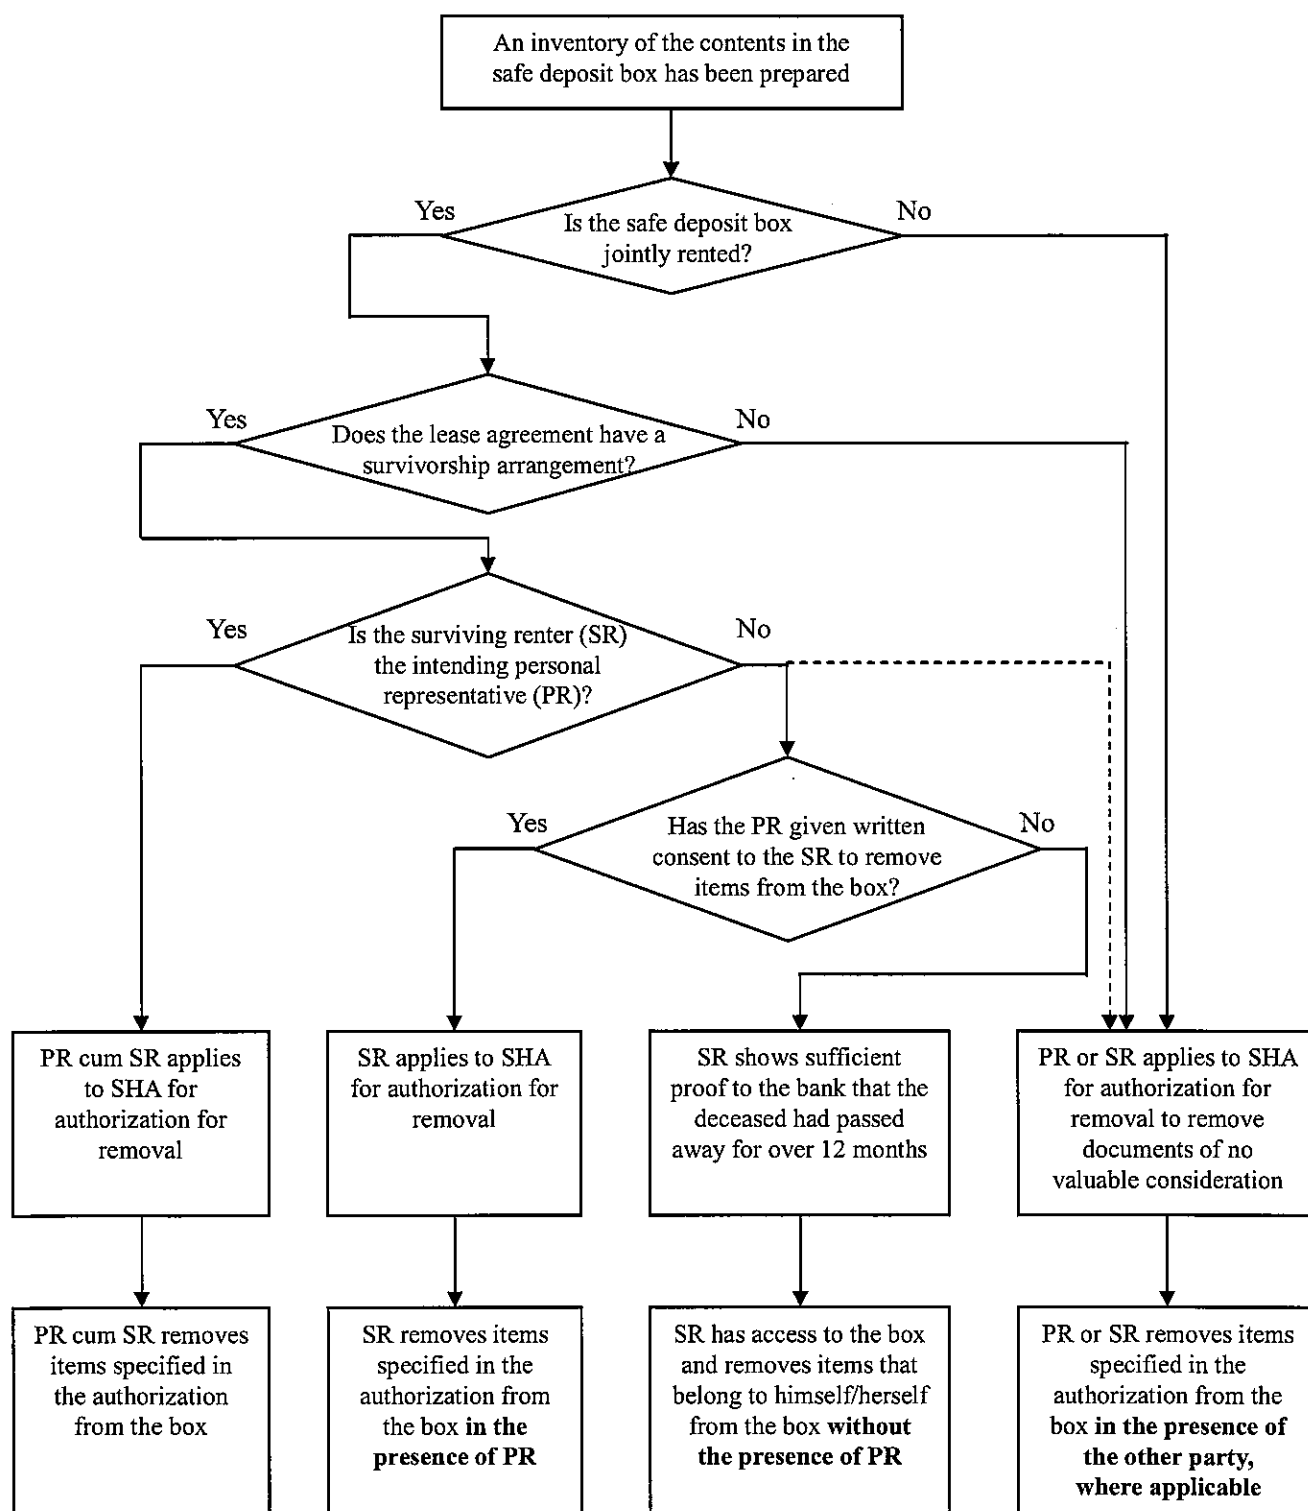 An inventory of the contents in the
safe deposit box has been prepared
Yes
No
Is the safe deposit box
jointly rented?
Yes
No
Does the lease agreement have a
survivorship arrangement?
Yes
No
Is the surviving renter (SR)
the intending personal
representative (PR)?
Yes
No
Has the PR given written
consent to the SR to remove
items from the box?
PR cum SR applies
to SHA for
authorization for
removal
SR applies to SHA
for authorization for
removal
SR shows sufficient
proof to the bank that the
deceased had passed
away for over 12 months
PR or SR applies to SHA
for authorization for
removal to remove
documents of no
valuable consideration
PR cum SR removes
items specified in
the authorization
from the box
SR removes items
specified in the
authorization from
the box in the
presence of PR
SR has access to the box
and removes items that
belong to himself/herself
from the box without
the presence of PR
PR or SR removes items
specified in the
authorization from the
box in the presence of
the other party,
where applicable